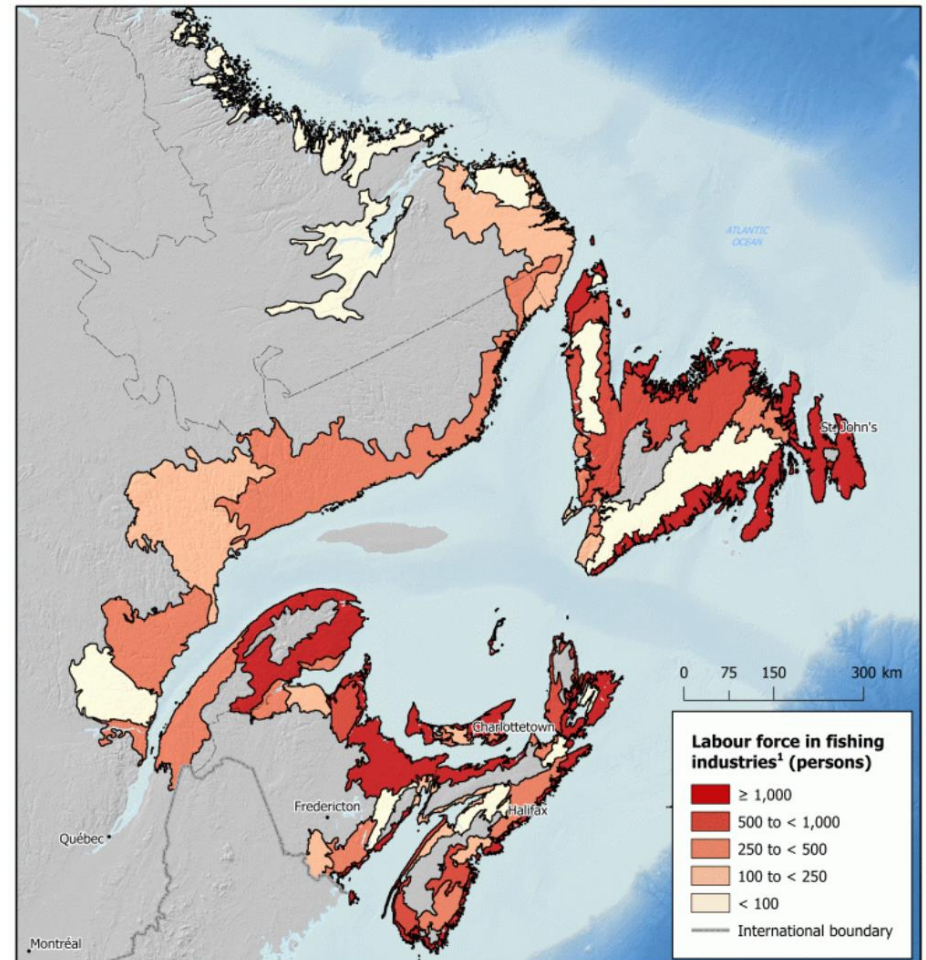 ATLANTIC
OCEAN
St. John's
0 75 150 300 km
Charlottetown
Labour force in fishing
industries¹ (persons)
≥ 1,000
Fredericton
Halifax
500 to < 1,000
Québec
250 to < 500
100 to < 250
< 100
International boundary
Montréal